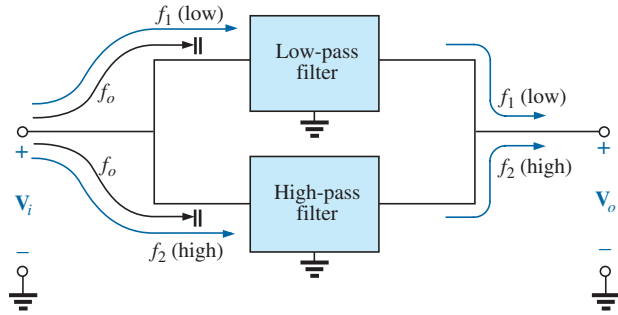 f₁ (low)
Low-pass
filter
fₒ
f₁ (low)
+
Vᵢ
−
fₒ
High-pass
filter
f₂ (high)
f₂ (high)
+
Vₒ
−